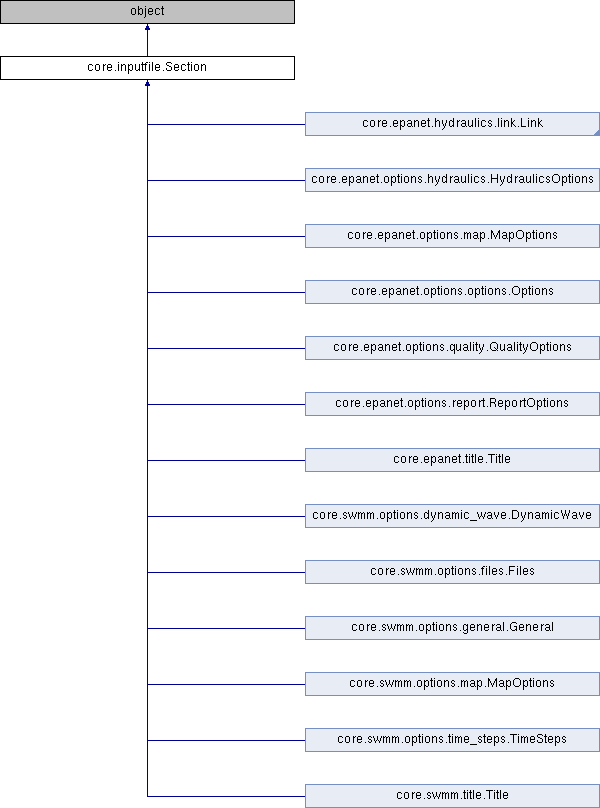 object
core.inputfile.Section
core.epanet.hydraulics.link.Link
core.epanet.options.hydraulics.HydraulicsOptions
core.epanet.options.map.MapOptions
core.epanet.options.options.Options
core.epanet.options.quality.QualityOptions
core.epanet.options.report.ReportOptions
core.epanet.title.Title
core.swmm.options.dynamic_wave.DynamicWave
core.swmm.options.files.Files
core.swmm.options.general.General
core.swmm.options.map.MapOptions
core.swmm.options.time_steps.TimeSteps
core.swmm.title.Title